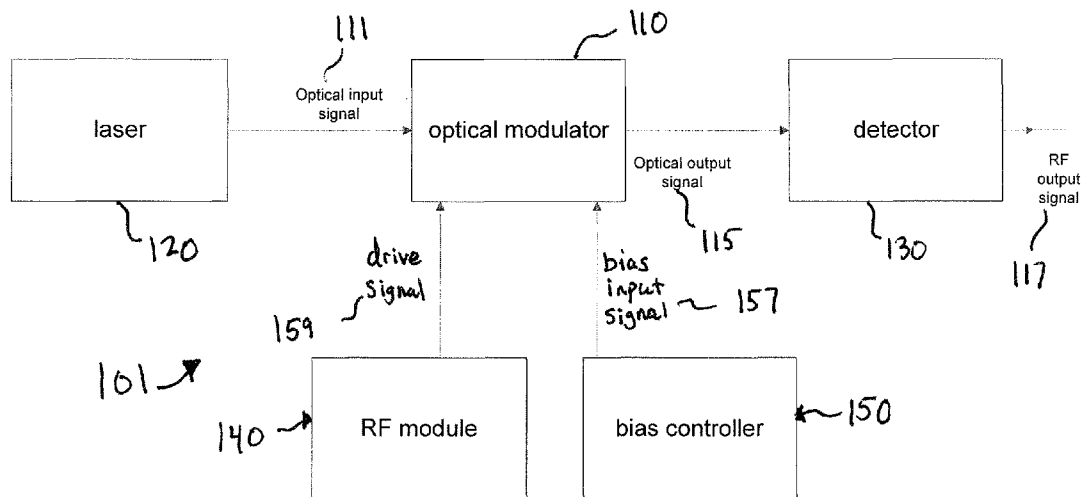 111
110
Optical input
signal
laser
optical modulator
detector
Optical output
signal
RF
output
signal
120
115
130
117
drive
signal
bias
input
signal
157
159
101
140
RF module
bias controller
150